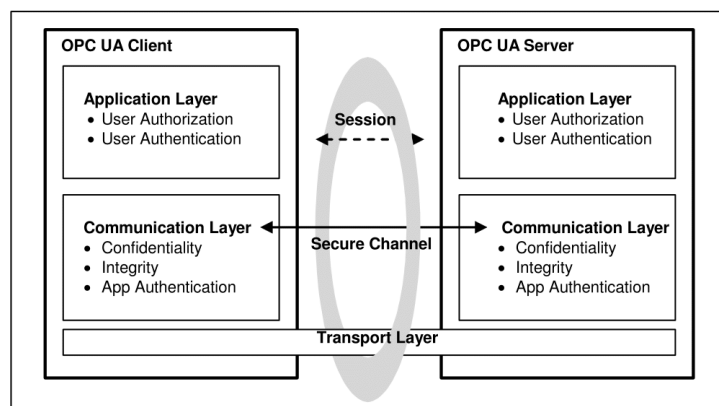 OPC UA Client
Application Layer
• User Authorization
• User Authentication
Communication Layer
• Confidentiality
• Integrity
• App Authentication
Session
Secure Channel
OPC UA Server
Application Layer
• User Authorization
• User Authentication
Communication Layer
• Confidentiality
• Integrity
• App Authentication
Transport Layer